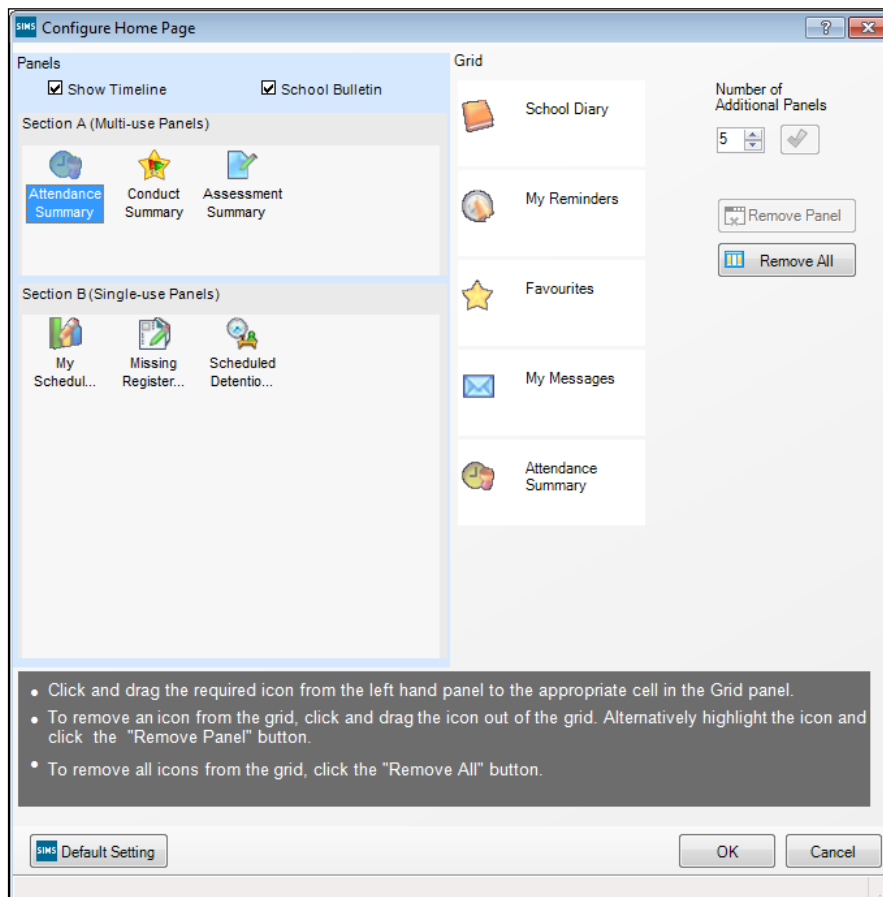 SIMS Configure Home Page
?
Panels
Show Timeline
School Bulletin
Section A (Multi-use Panels)
Attendance
Summary
Conduct
Summary
Assessment
Summary
Section B (Single-use Panels)
My
Schedul...
Missing
Register...
Scheduled
Detentio...
Grid
School Diary
My Reminders
Favourites
My Messages
Attendance
Summary
Number of
Additional Panels
5
Remove Panel
Remove All
• Click and drag the required icon from the left hand panel to the appropriate cell in the Grid panel.
• To remove an icon from the grid, click and drag the icon out of the grid. Alternatively highlight the icon and
click the "Remove Panel" button.
• To remove all icons from the grid, click the "Remove All" button.
SIMS Default Setting
OK
Cancel